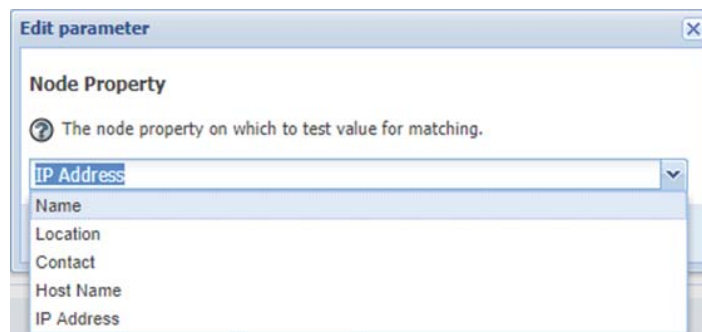 Edit parameter
Node Property
The node property on which to test value for matching.
IP Address
Name
Location
Contact
Host Name
IP Address